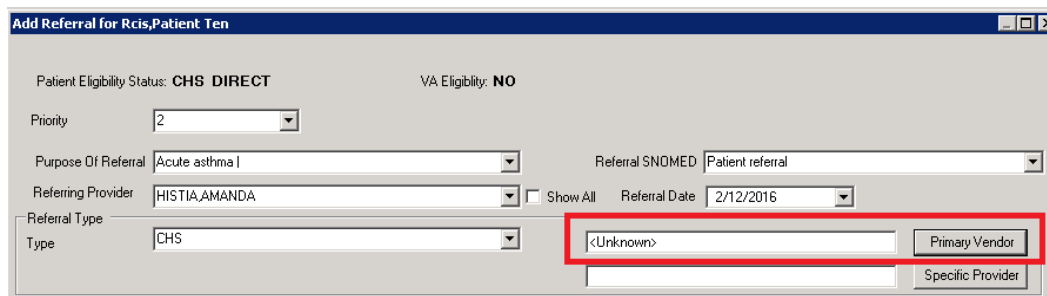 Add Referral for Rcis,Patient Ten
Patient Eligibility Status: CHS DIRECT VA Eligiblity: NO
Priority 2
Purpose Of Referral Acute asthma Referral SNOMED Patient referral
Referring Provider HISTIA,AMANDA Show All Referral Date 2/12/2016
Referral Type
Type CHS <Unknown> Primary Vendor
Specific Provider